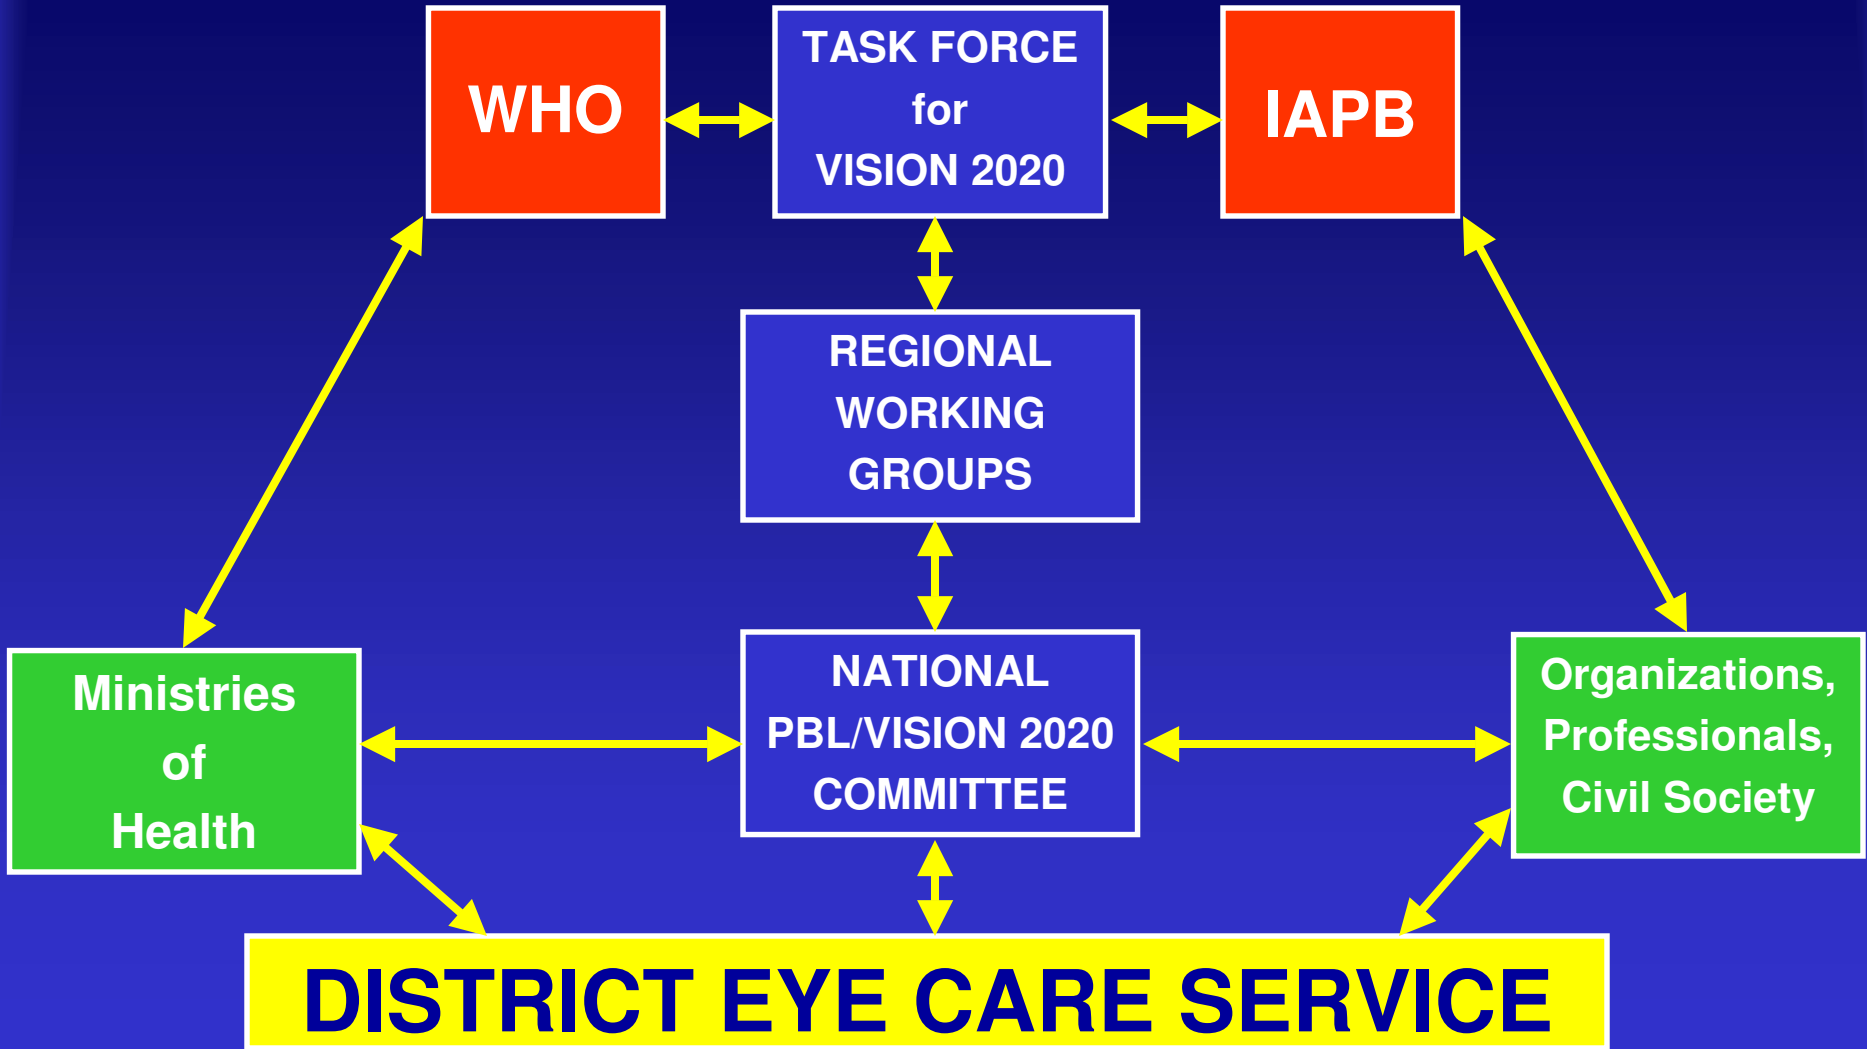 WHO
TASK FORCE
for
VISION 2020
IAPB
REGIONAL
WORKING
GROUPS
Ministries
of
Health
NATIONAL
PBL/VISION 2020
COMMITTEE
Organizations,
Professionals,
Civil Society
DISTRICT EYE CARE SERVICE